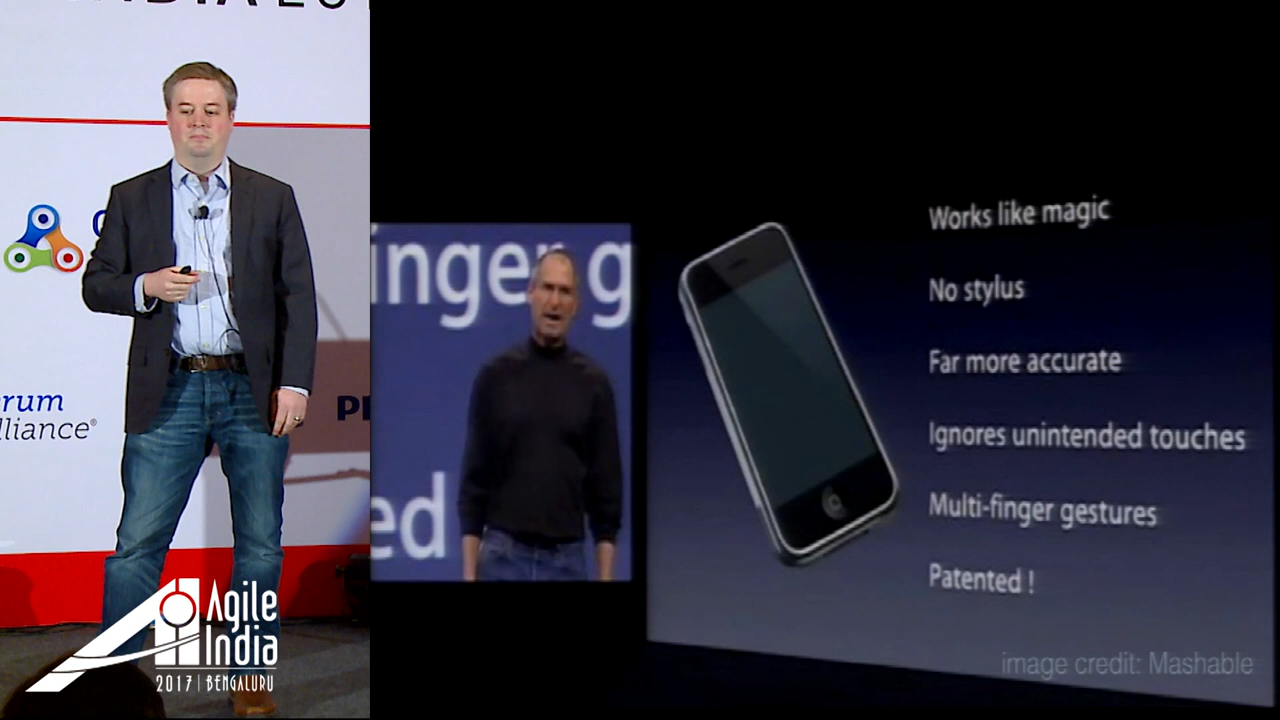 rum
lliance®
inger g
ed
Works like magic
No stylus
Far more accurate
Ignores unintended touches
Multi-finger gestures
Patented !
image credit: Mashable
Agile
India
2017 | BENGALURU